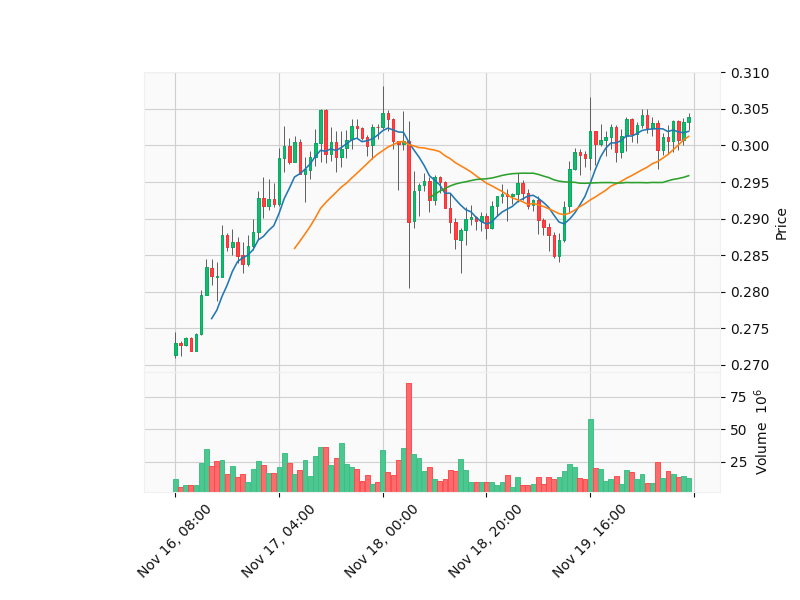 0.310
0.305
0.300
0.295
0.290
0.285
0.280
0.275
0.270
Price
75
50
25
Volume 10^6
Nov 16, 08:00
Nov 17, 04:00
Nov 18, 00:00
Nov 18, 20:00
Nov 19, 16:00